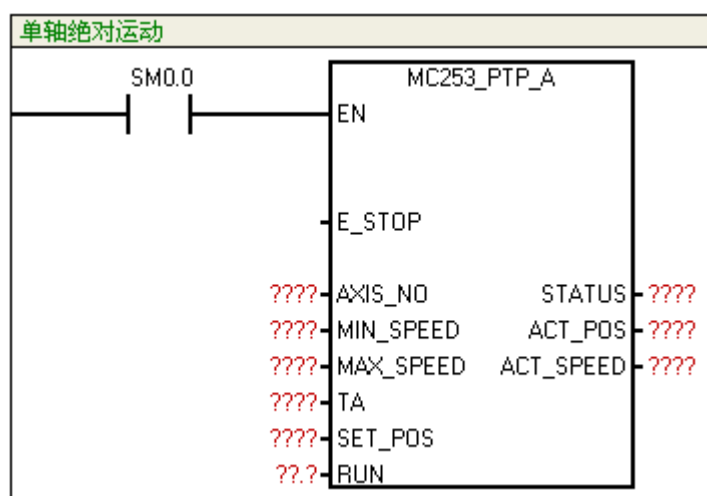 单轴绝对运动
SM0.0 MC253_PTP_A
EN
E_STOP
???? AXIS_NO STATUS ????
???? MIN_SPEED ACT_POS ????
???? MAX_SPEED ACT_SPEED ????
???? TA
???? SET_POS
??.? RUN